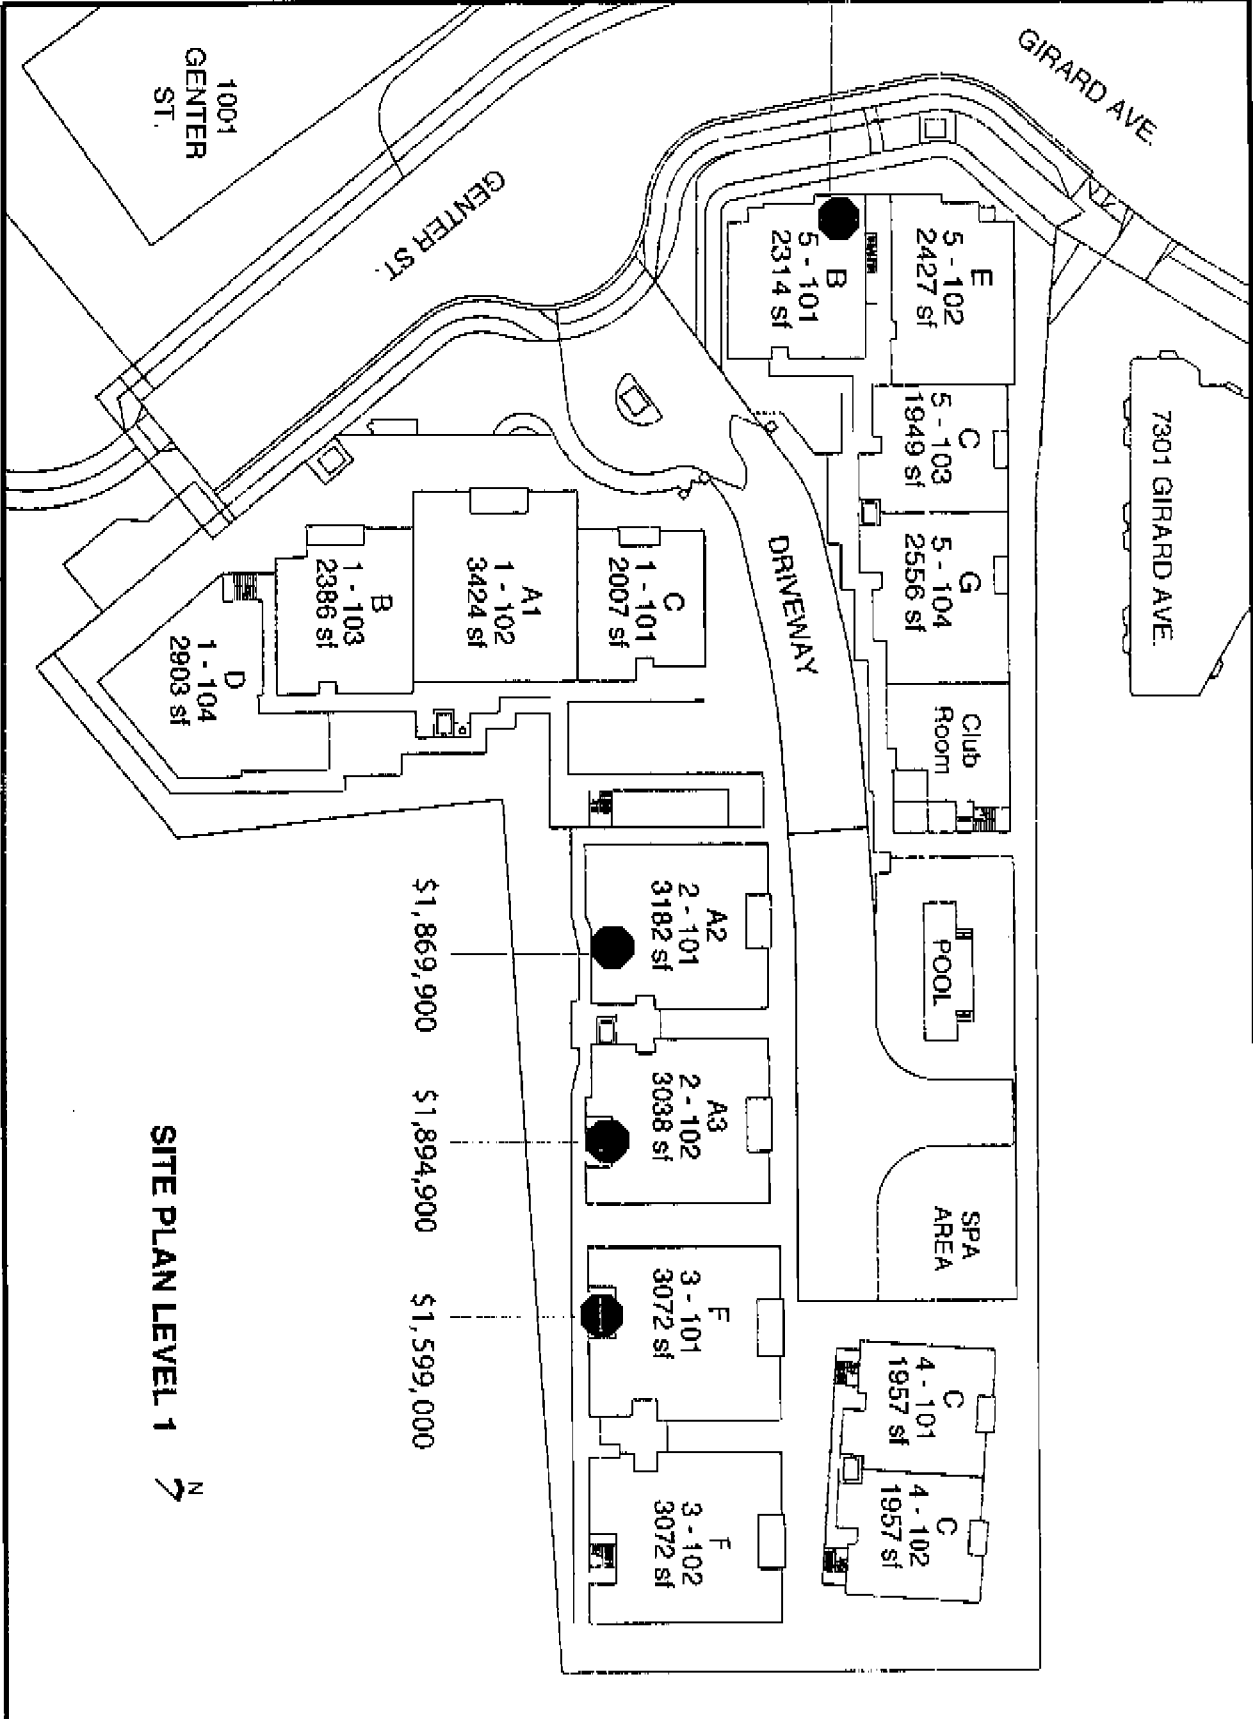 GIRARD AVE.
7301 GIRARD AVE.
E
5 - 102
2427 sf
B
5 - 101
2314 sf
C
5 - 103
1949 sf
G
5 - 104
2556 sf
Club
Room
POOL
SPA
AREA
C
4 - 101
1957 sf
C
4 - 102
1957 sf
DRIVEWAY
GENTER ST.
1001
GENTER
ST.
C
1 - 101
2007 sf
A1
1 - 102
3424 sf
B
1 - 103
2386 sf
D
1 - 104
2903 sf
A2
2 - 101
3182 sf
A3
2 - 102
3038 sf
F
3 - 101
3072 sf
F
3 - 102
3072 sf
$1,869,900
$1,894,900
$1,599,000
SITE PLAN LEVEL 1
N